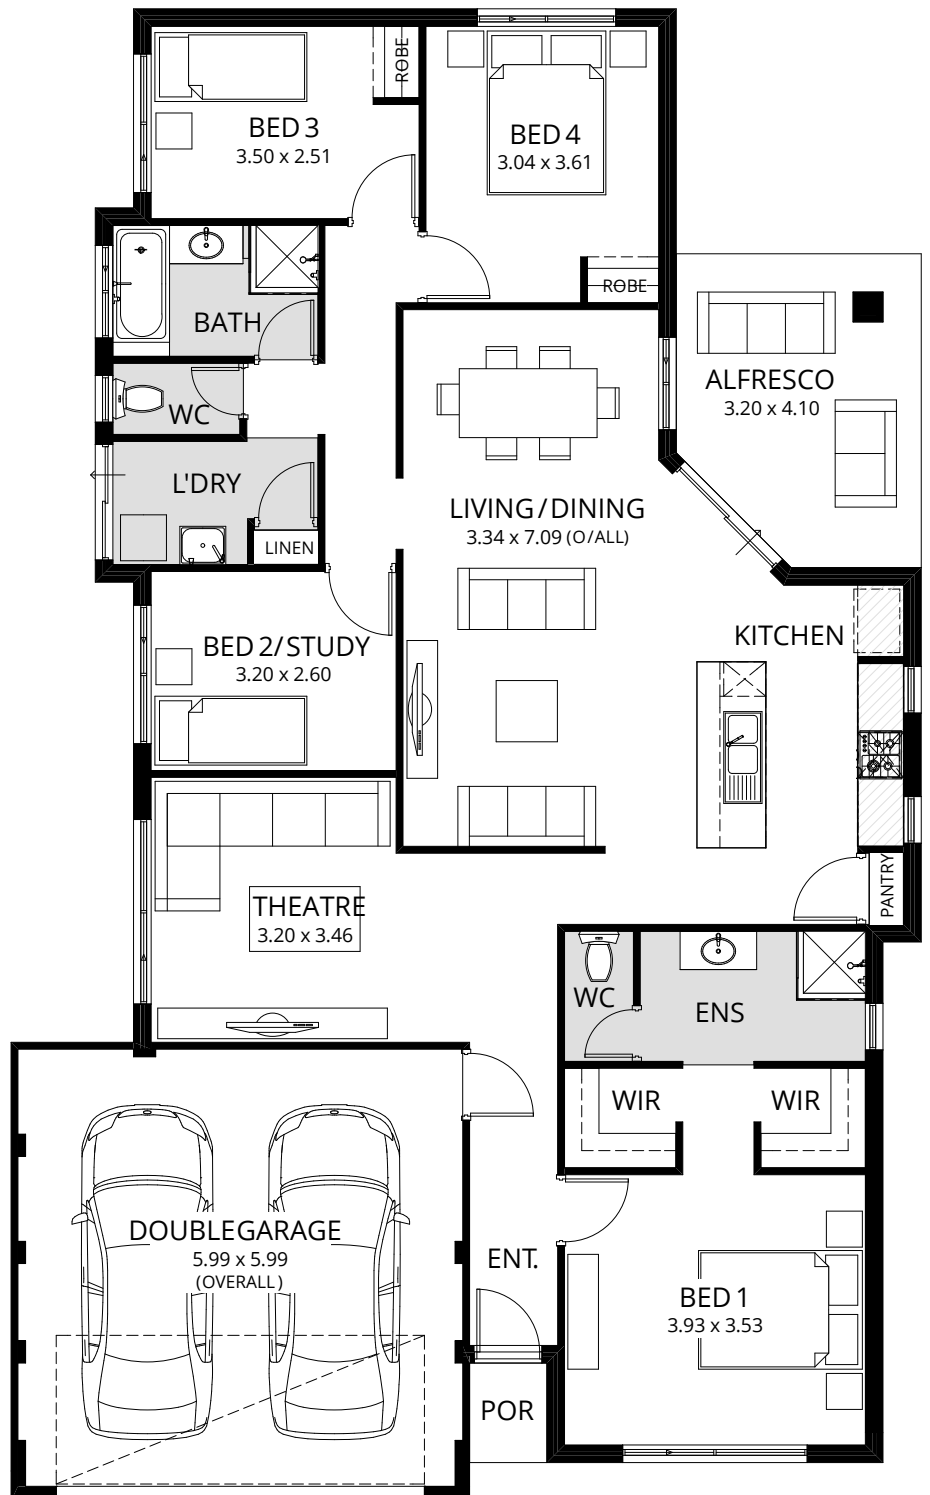 BED 3
3.50 x 2.51
ROBE
BED 4
3.04 x 3.61
ROBE
BATH
WC
L'DRY
LINEN
ALFRESCO
3.20 x 4.10
LIVING/DINING
3.34 x 7.09 (O/ALL)
KITCHEN
BED 2/STUDY
3.20 x 2.60
PANTRY
THEATRE
3.20 x 3.46
WC
ENS
WIR
WIR
DOUBLEGARAGE
5.99 x 5.99
(OVERALL)
ENT.
BED 1
3.93 x 3.53
POR